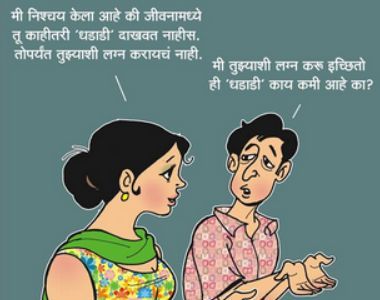 मी निश्चय केला आहे की जीवनामध्ये
तू काहीतरी ‘धडाडी’ दाखवत नाहीस.
तोपर्यंत तुझ्याशी लग्न करायचं नाही.
मी तुझ्याशी लग्न करू इच्छितो
ही ‘धडाडी’ काय कमी आहे का?